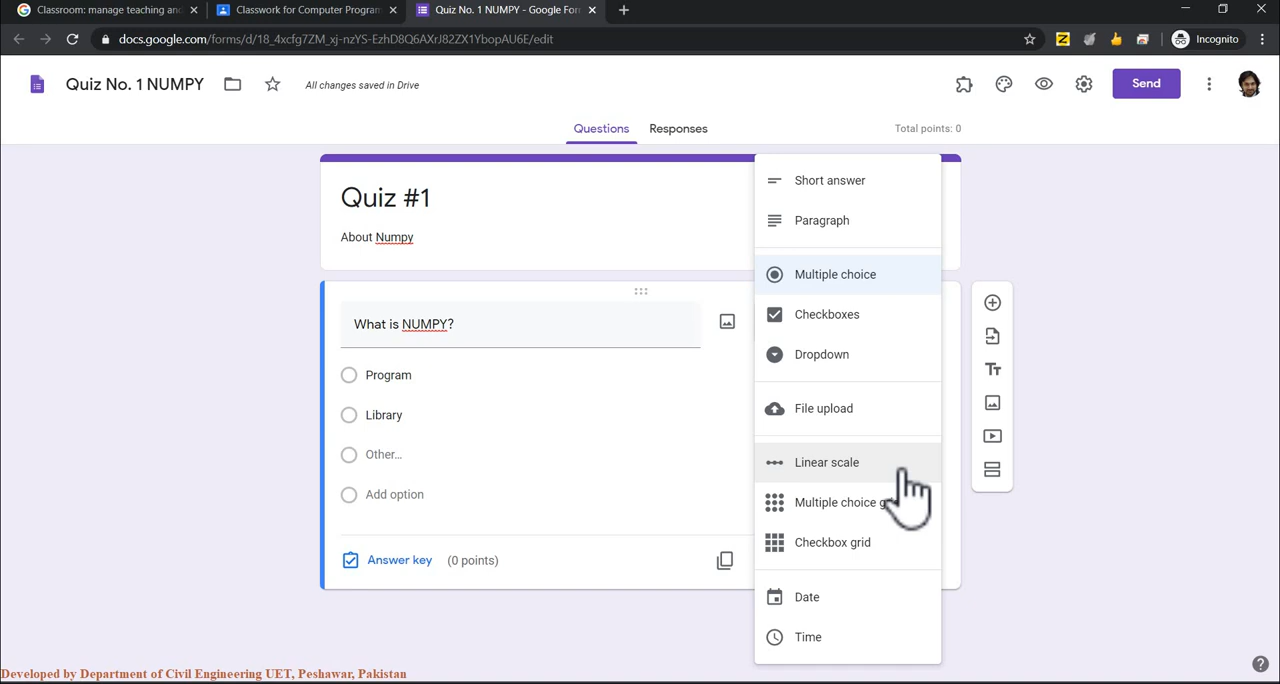 Classroom: manage teaching and
Classwork for Computer Program
Quiz No. 1 NUMPY - Google For
docs.google.com/forms/d/18_4xcfg7ZM_xj-nzYS-EzhD8Q6AXrJ82ZX1YbopAU6E/edit
Incognito
Quiz No. 1 NUMPY
All changes saved in Drive
Send
Questions
Responses
Total points: 0
Quiz #1
About Numpy
What is NUMPY?
Program
Library
Other...
Add option
Answer key
(0 points)
Short answer
Paragraph
Multiple choice
Checkboxes
Dropdown
File upload
Linear scale
Multiple choice
Checkbox grid
Date
Time
Developed by Department of Civil Engineering UET, Peshawar, Pakistan